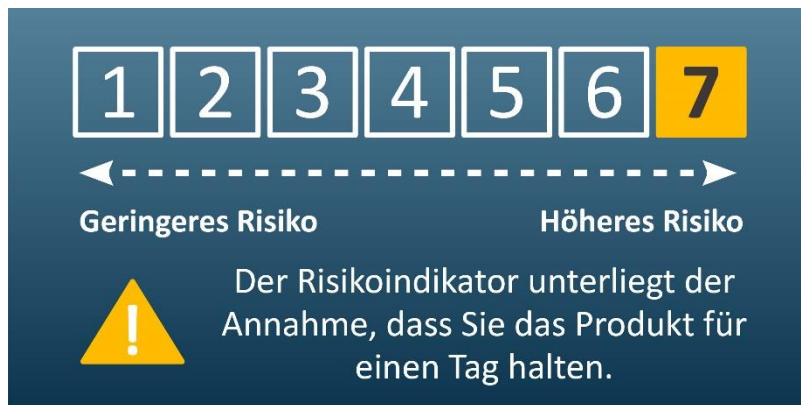 1 2 3 4 5 6 7
Geringeres Risiko Höheres Risiko
!
Der Risikoindikator unterliegt der
Annahme, dass Sie das Produkt für
einen Tag halten.